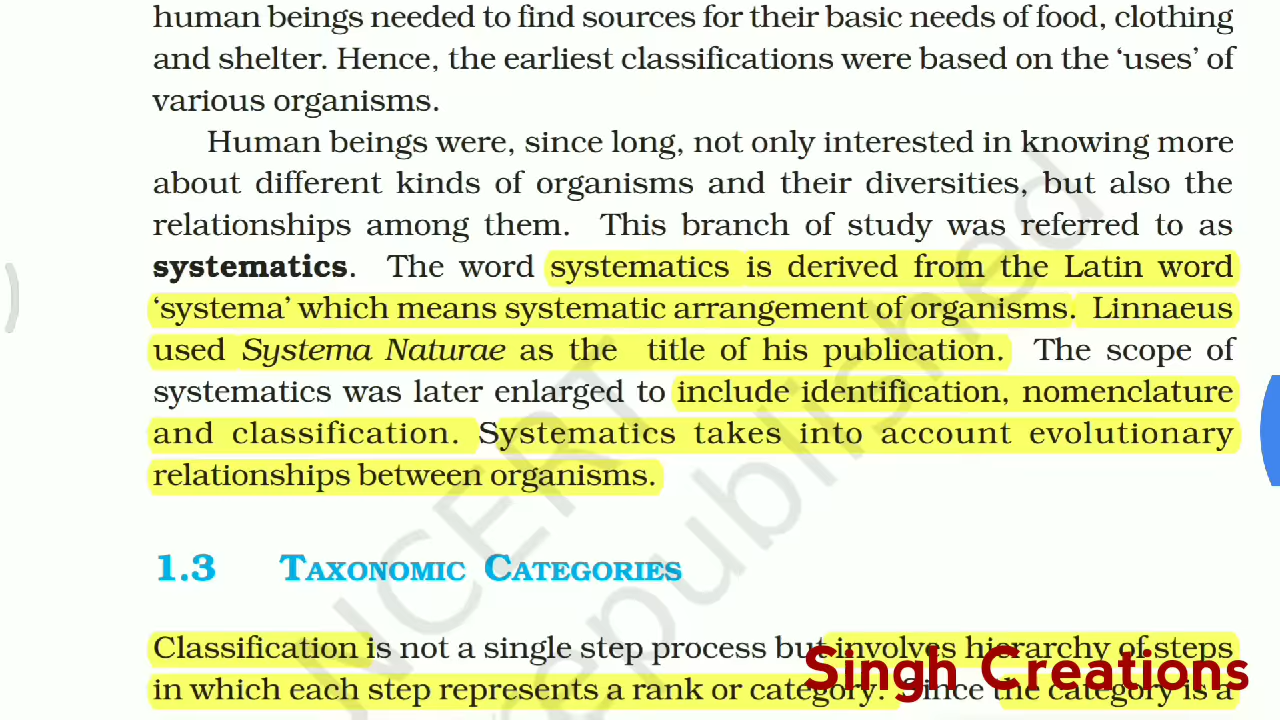 human beings needed to find sources for their basic needs of food, clothing
and shelter. Hence, the earliest classifications were based on the ‘uses’ of
various organisms.
Human beings were, since long, not only interested in knowing more
about different kinds of organisms and their diversities, but also the
relationships among them. This branch of study was referred to as
systematics. The word systematics is derived from the Latin word
‘systema’ which means systematic arrangement of organisms. Linnaeus
used Systema Naturae as the title of his publication. The scope of
systematics was later enlarged to include identification, nomenclature
and classification. Systematics takes into account evolutionary
relationships between organisms.
1.3 TAXONOMIC CATEGORIES
Classification is not a single step process but involves hierarchy of steps
in which each step represents a rank or category. Since the category is a
Singh Creations
NCERT
republished